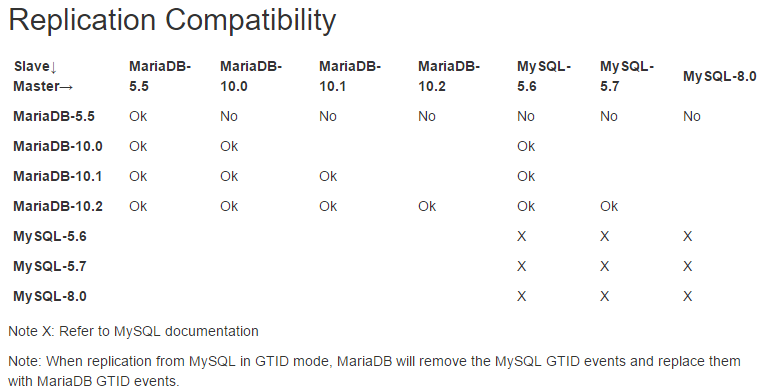 Replication Compatibility
Slave↓ Master→ MariaDB-5.5 MariaDB-10.0 MariaDB-10.1 MariaDB-10.2 MySQL-5.6 MySQL-5.7 MySQL-8.0
MariaDB-5.5 Ok No No No No No No
MariaDB-10.0 Ok Ok Ok
MariaDB-10.1 Ok Ok Ok Ok
MariaDB-10.2 Ok Ok Ok Ok Ok Ok
MySQL-5.6 X X X
MySQL-5.7 X X X
MySQL-8.0 X X X
Note X: Refer to MySQL documentation
Note: When replication from MySQL in GTID mode, MariaDB will remove the MySQL GTID events and replace them
with MariaDB GTID events.